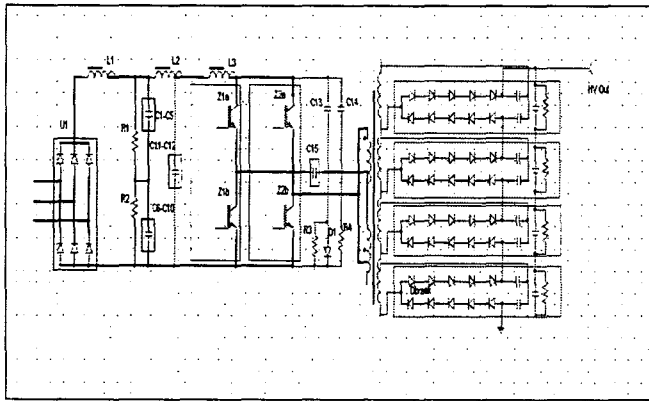 L1
L2
L3
Z1a
Z2a
C13
C14
HV Out
U1
R1
C1-C5
C11-C12
C15
R2
C6-C10
Z1b
Z2b
R3
D1
R4